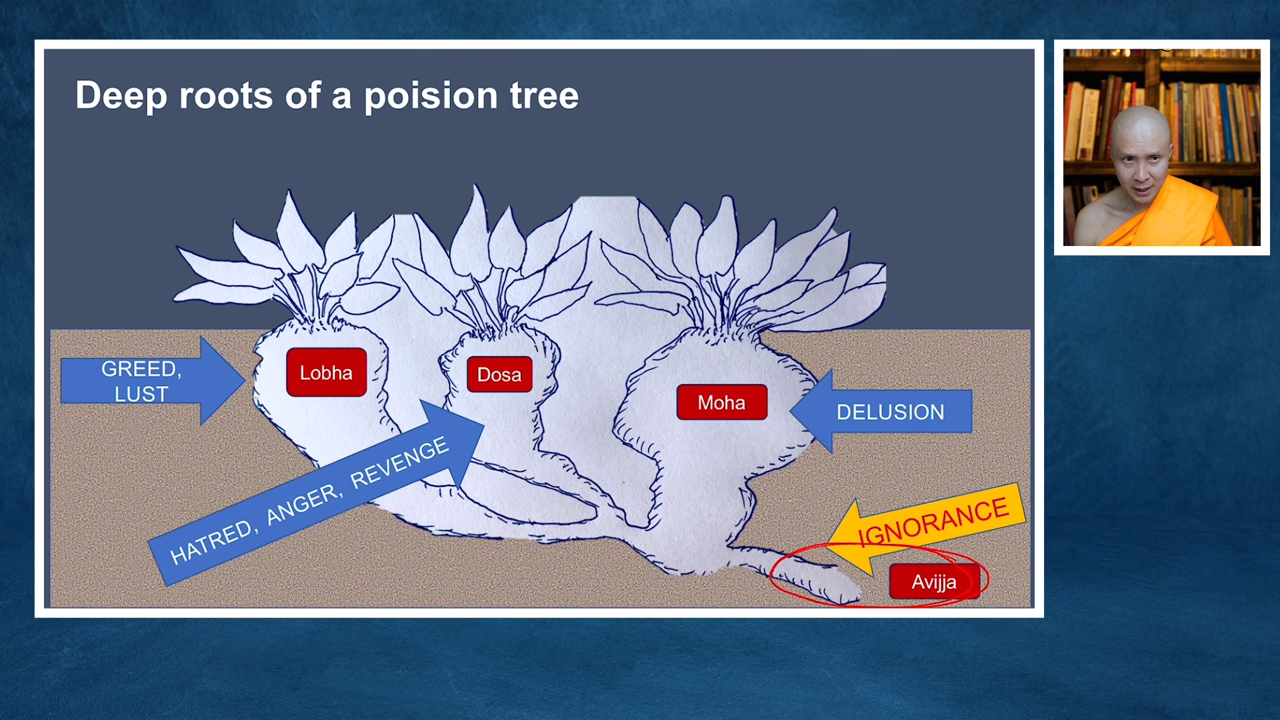 Deep roots of a poision tree
GREED,
LUST
Lobha
Dosa
Moha
DELUSION
HATRED, ANGER, REVENGE
IGNORANCE
Avijja